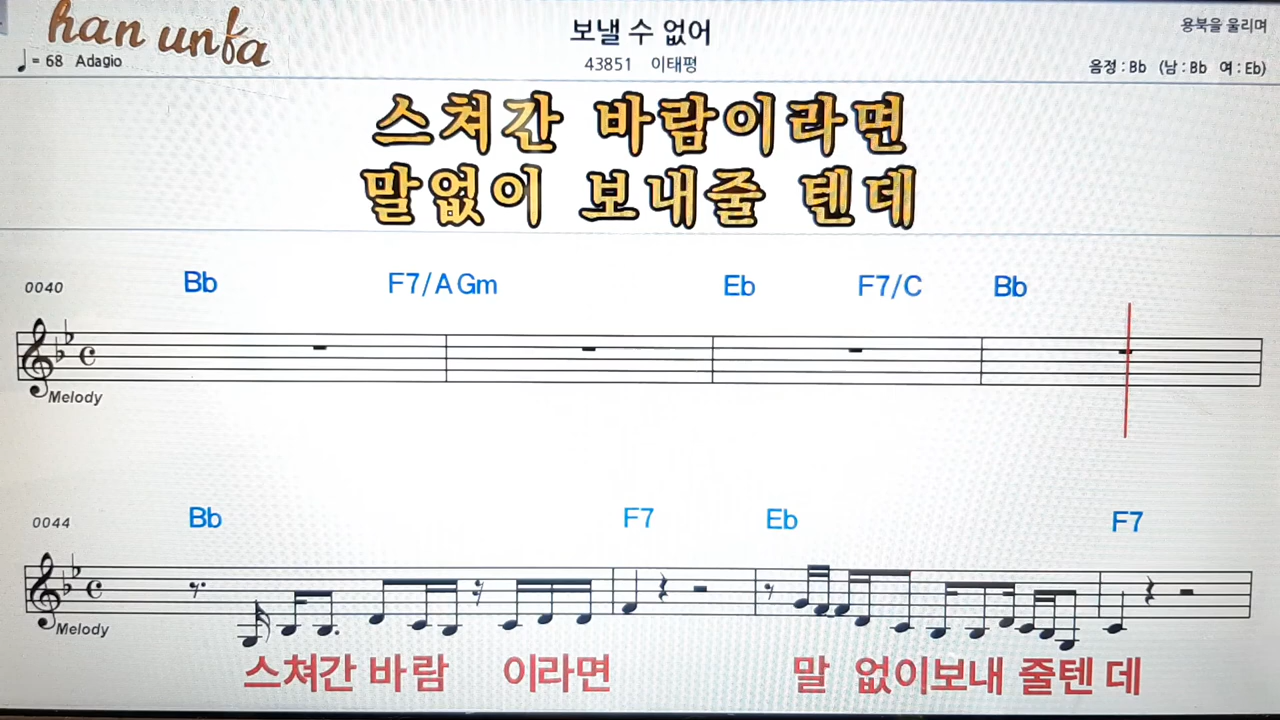 han unfa
보낼 수 없어
용북을 울리며
♩= 68 Adagio
43851 이태평
음정 : Bb (남 : Bb 여 : Eb)
스쳐간 바람이라면
말없이 보내줄 텐데
0040 Bb F7/A Gm Eb F7/C Bb
Melody
0044 Bb F7 Eb F7
Melody
스쳐간 바람 이라면 말 없이보내 줄텐 데